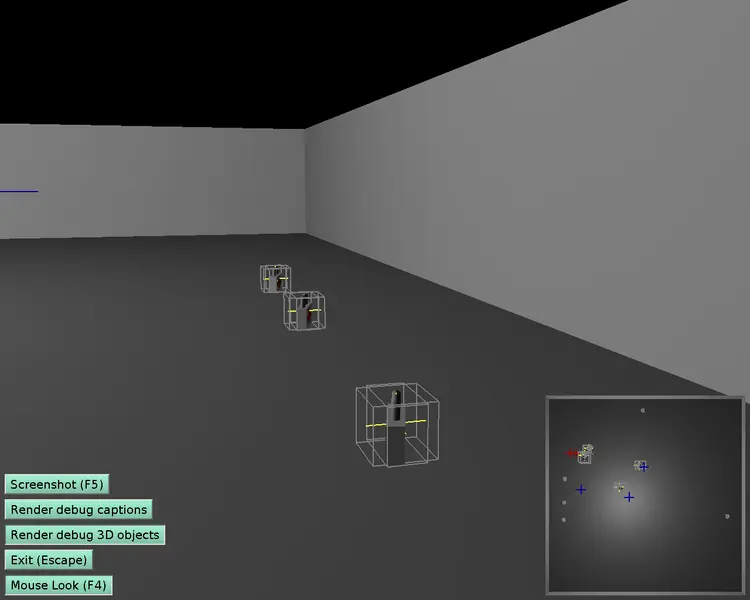 Screenshot (F5)
Render debug captions
Render debug 3D objects
Exit (Escape)
Mouse Look (F4)